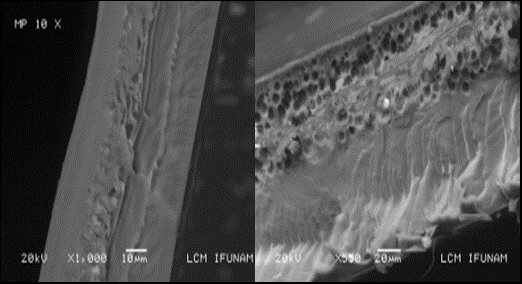 MP 10 X
20kV X1,000 10µm LCM IFUNAM
20kV X550 20µm LCM IFUNAM